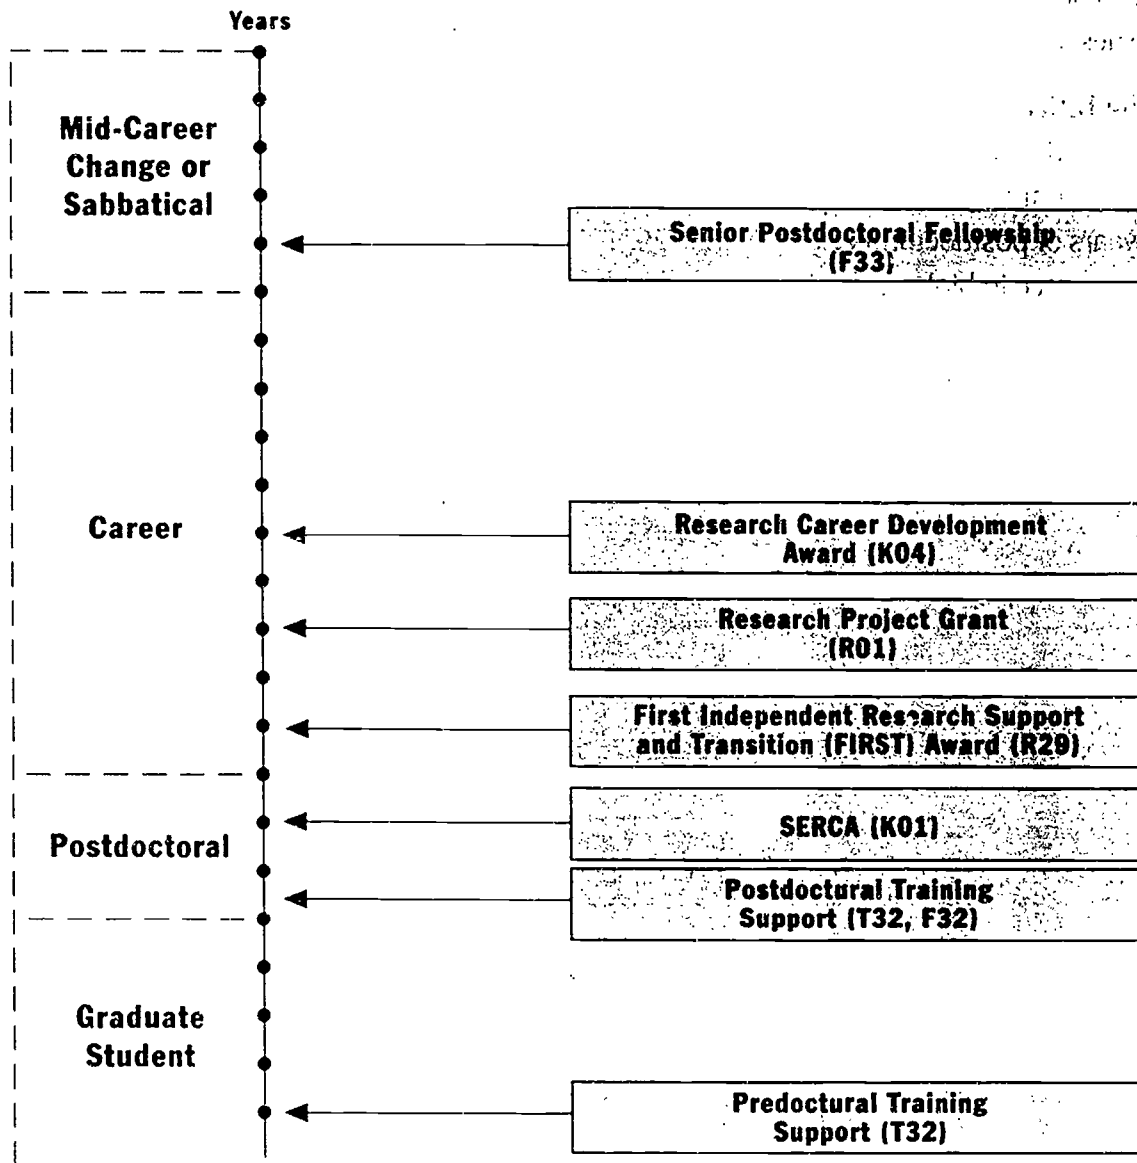 Years
Mid-Career
Change or
Sabbatical
Senior Postdoctoral Fellowship
(F33)
Career
Research Career Development
Award (K04)
Research Project Grant
(R01)
First Independent Research Support
and Transition (FIRST) Award (R29)
Postdoctoral
SERCA (K01)
Postdoctural Training
Support (T32, F32)
Graduate
Student
Predoctural Training
Support (T32)